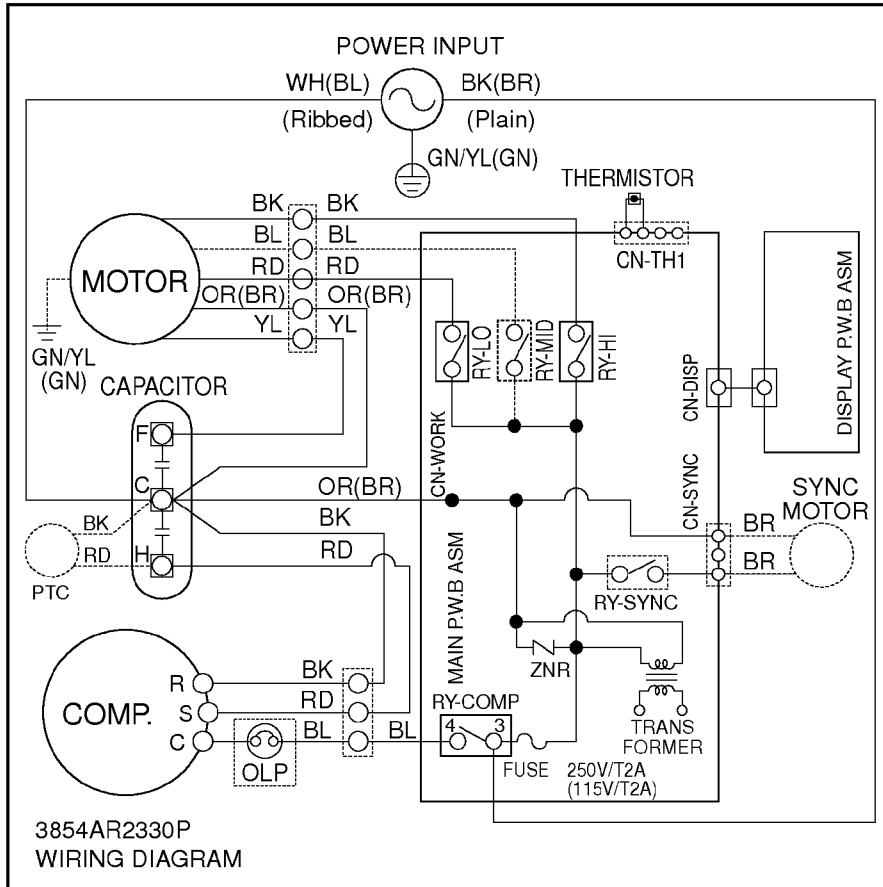 POWER INPUT
WH(BL)
BK(BR)
(Ribbed)
(Plain)
GN/YL(GN)
THERMISTOR
CN-TH1
BK
BK
BL
BL
RD
RD
OR(BR)
OR(BR)
YL
YL
MOTOR
GN/YL
(GN)
RY-LO
RY-MID
RY-HI
CN-DISP
DISPLAY P.W.B ASM
CAPACITOR
F
C
H
BK
RD
PTC
OR(BR)
BK
RD
CN-WORK
CN-SYNC
SYNC
MOTOR
BR
BR
RY-SYNC
MAIN P.W.B ASM
ZNR
TRANS
FORMER
COMP.
R
S
C
BK
RD
BL
BL
OLP
RY-COMP
4
3
FUSE
250V/T2A
(115V/T2A)
3854AR2330P
WIRING DIAGRAM